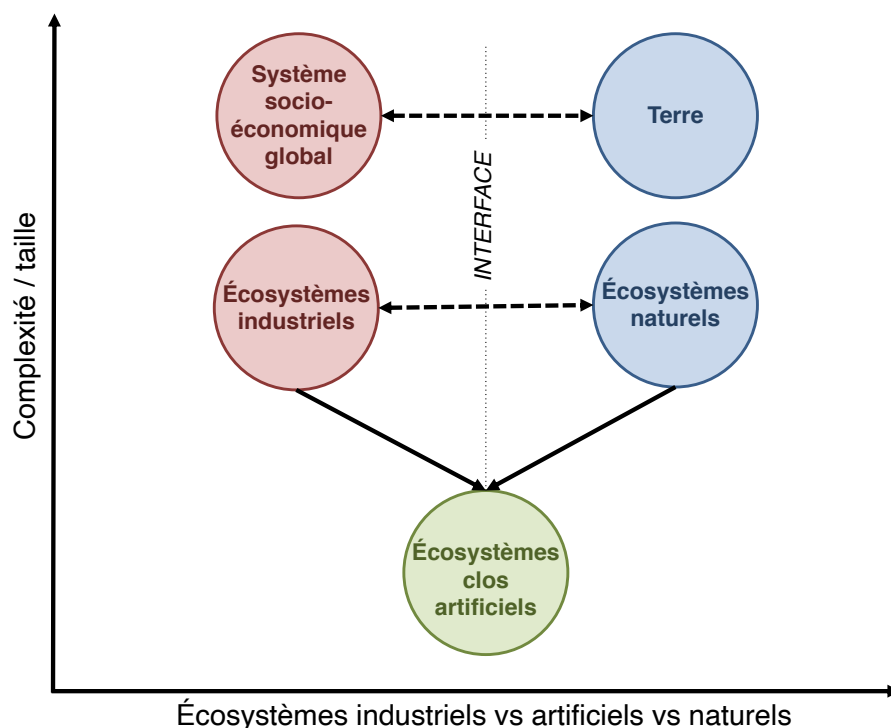 Système
socio-
économique
global
Terre
INTERFACE
Complexité / taille
Écosystèmes
industriels
Écosystèmes
naturels
Écosystèmes
clos
artificiels
Écosystèmes industriels vs artificiels vs naturels